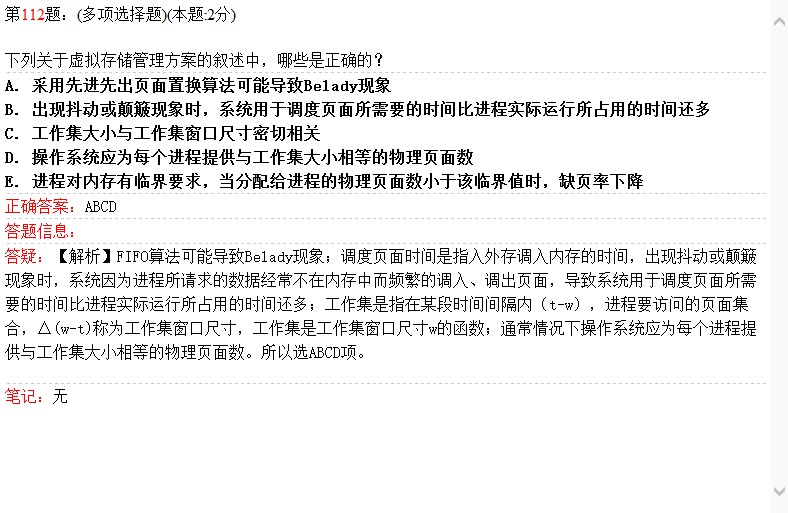 第112题：(多项选择题)(本题:2分)
下列关于虚拟存储管理方案的叙述中，哪些是正确的？
A. 采用先进先出页面置换算法可能导致Belady现象
B. 出现抖动或颠簸现象时，系统用于调度页面所需要的时间比进程实际运行所占用的时间还多
C. 工作集大小与工作集窗口尺寸密切相关
D. 操作系统应为每个进程提供与工作集大小相等的物理页面数
E. 进程对内存有临界要求，当分配给进程的物理页面数小于该临界值时，缺页率下降
正确答案：ABCD
答题信息：
答疑：【解析】FIFO算法可能导致Belady现象；调度页面时间是指入外存调入内存的时间，出现抖动或颠簸
现象时，系统因为进程所请求的数据经常不在内存中而频繁的调入、调出页面，导致系统用于调度页面所需
要的时间比进程实际运行所占用的时间还多；工作集是指在某段时间间隔内（t-w），进程要访问的页面集
合，△(w-t)称为工作集窗口尺寸，工作集是工作集窗口尺寸w的函数；通常情况下操作系统应为每个进程提
供与工作集大小相等的物理页面数。所以选ABCD项。
笔记：无